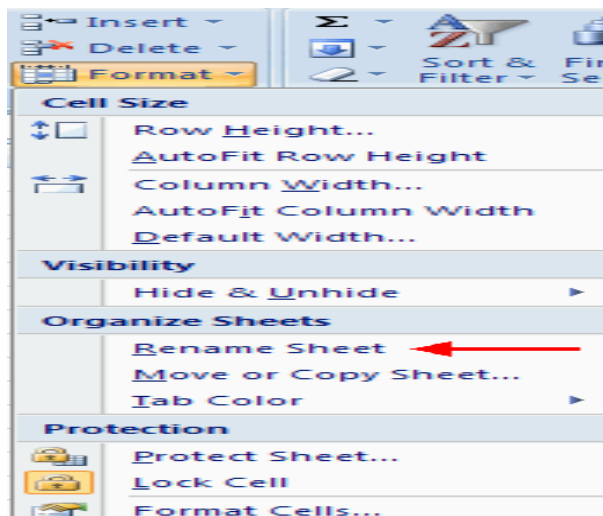 Insert
Delete
Format
Σ
Sort &
Filter
Cell Size
Row Height...
AutoFit Row Height
Column Width...
AutoFit Column Width
Default Width...
Visibility
Hide & Unhide
Organize Sheets
Rename Sheet
Move or Copy Sheet...
Tab Color
Protection
Protect Sheet...
Lock Cell
Format Cells...